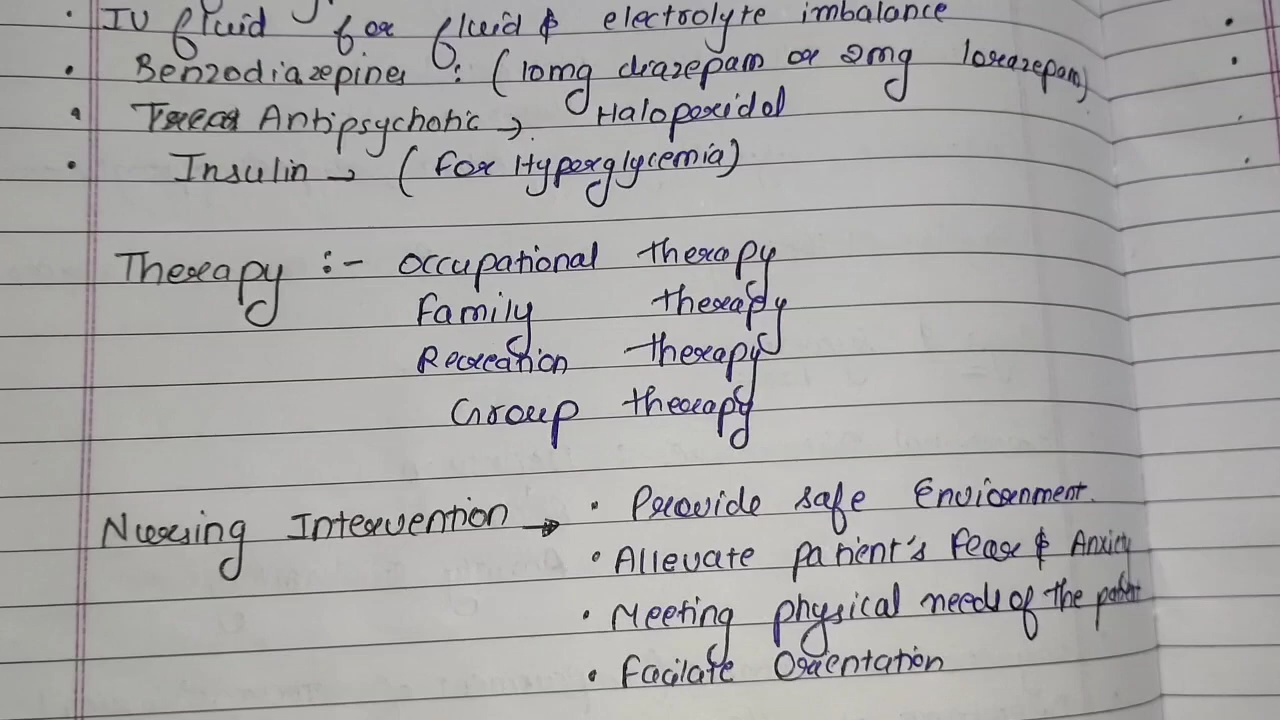 • IV fluid for fluid & electrolyte imbalance
• Benzodiazepines : (10mg diazepam or 2mg lorazepam)
• Antipsychotic → Haloperidol
• Insulin → (for Hyperglycemia)
Therapy :- Occupational therapy
Family therapy
Recreation therapy
Group therapy
Nursing Intervention → • Provide safe Environment.
• Allevate patient's Fear & Anxiety
• Meeting physical needs of the patient
• Facilate Orientation